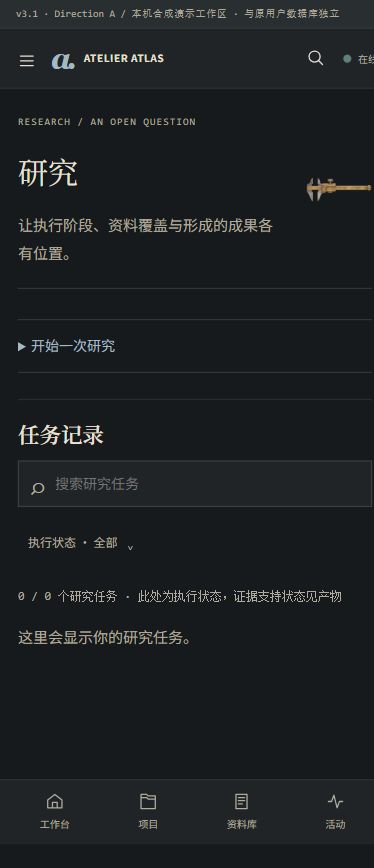 v3.1 · Direction A / 本机合成演示工作区 · 与原用户数据库独立
a. ATELIER ATLAS
在线
RESEARCH / AN OPEN QUESTION
研究
让执行阶段、资料覆盖与形成的成果各
有位置。
▶ 开始一次研究
任务记录
搜索研究任务
执行状态 · 全部
0 / 0 个研究任务 · 此处为执行状态，证据支持状态见产物
这里会显示你的研究任务。
工作台 项目 资料库 活动